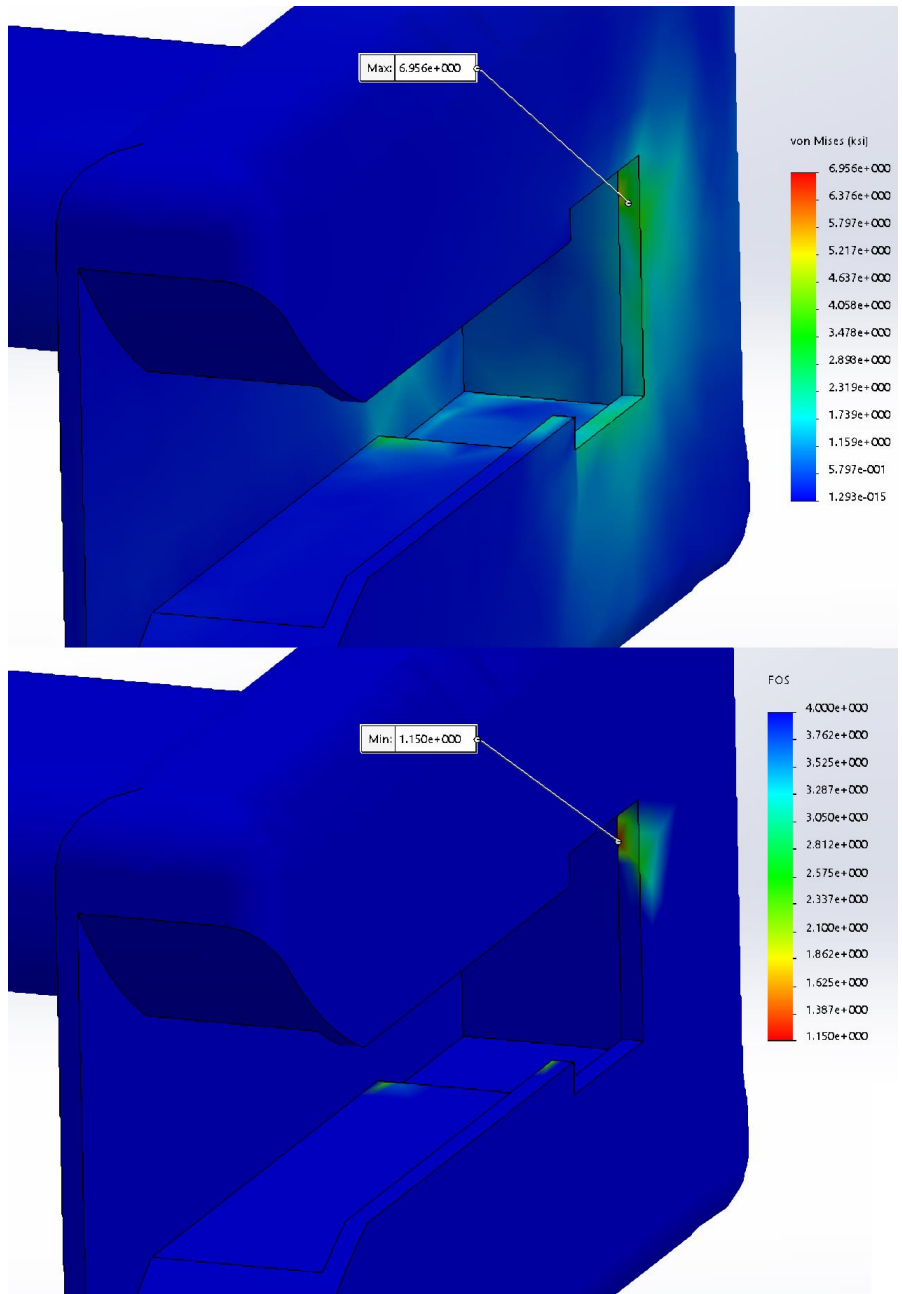 Max: 6.956e+000
von Mises (ksi)
6.956e+000
6.376e+000
5.797e+000
5.217e+000
4.637e+000
4.058e+000
3.478e+000
2.898e+000
2.319e+000
1.739e+000
1.159e+000
5.797e-001
1.293e-015
FOS
Min: 1.150e+000
4.000e+000
3.762e+000
3.525e+000
3.287e+000
3.050e+000
2.812e+000
2.575e+000
2.337e+000
2.100e+000
1.862e+000
1.625e+000
1.387e+000
1.150e+000